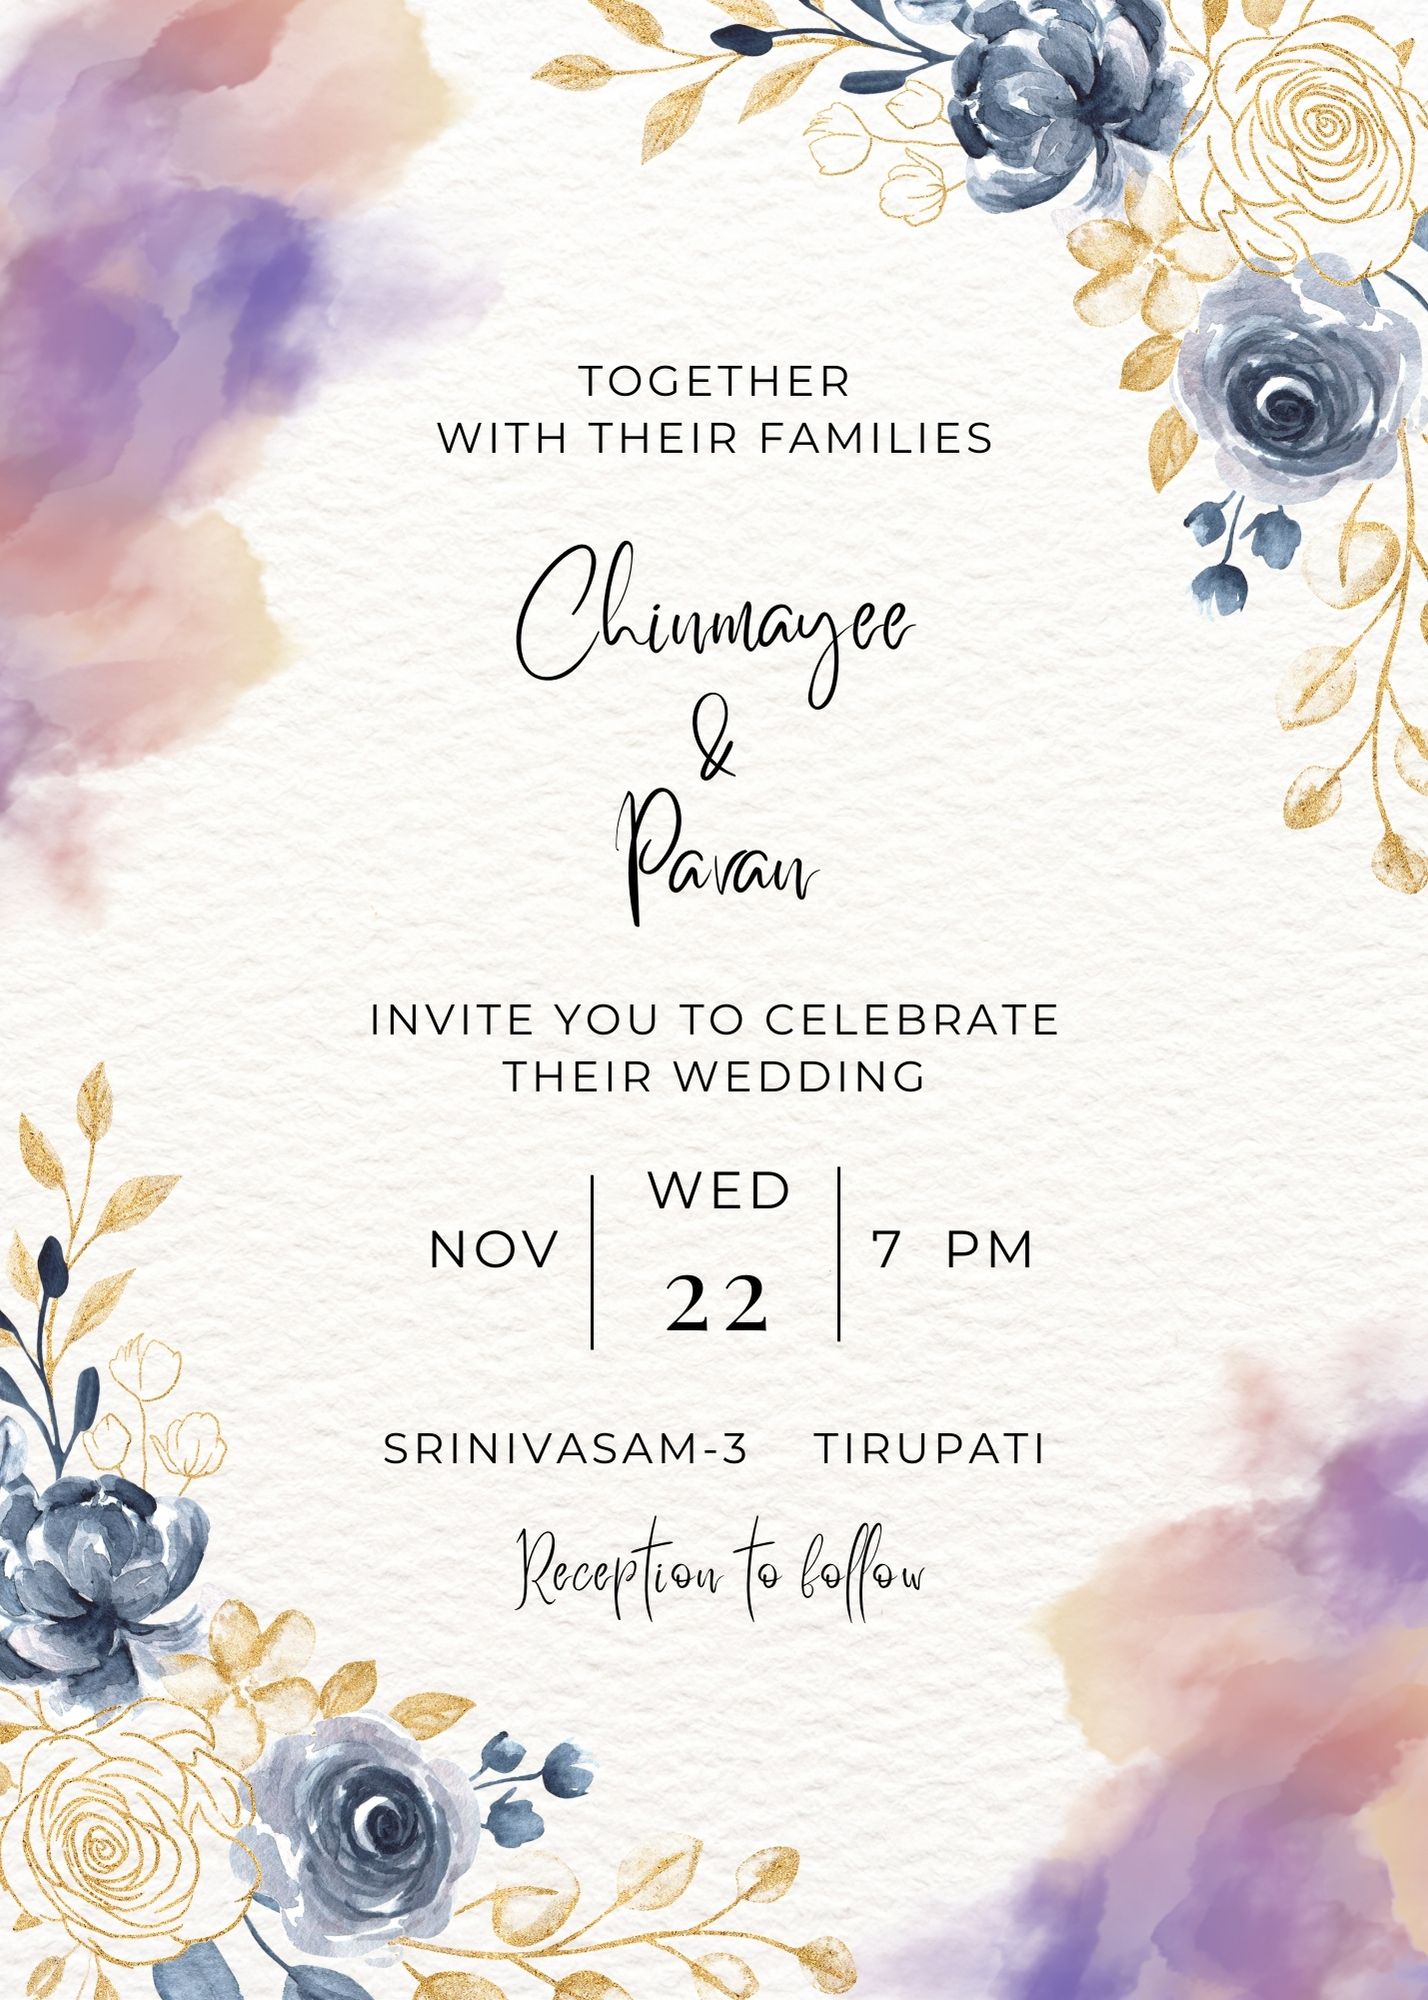 TOGETHER
WITH THEIR FAMILIES
Chinmayee
&
Pavan
INVITE YOU TO CELEBRATE
THEIR WEDDING
NOV
WED
22
7 PM
SRINIVASAM-3 TIRUPATI
Reception to follow